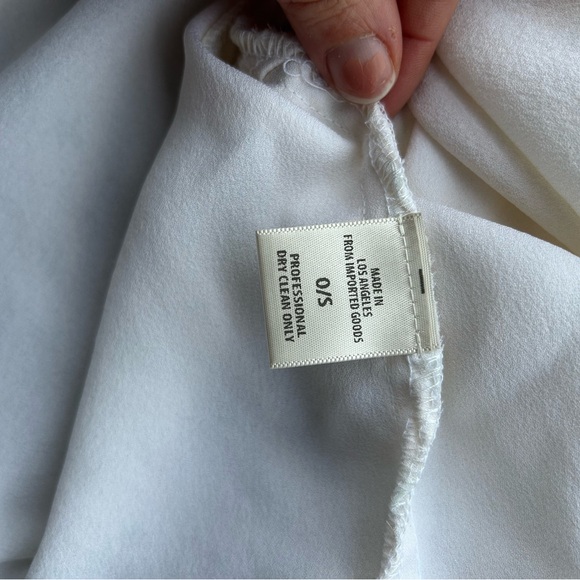 MADE IN
LOS ANGELES
FROM IMPORTED GOODS
O/S
PROFESSIONAL
DRY CLEAN ONLY